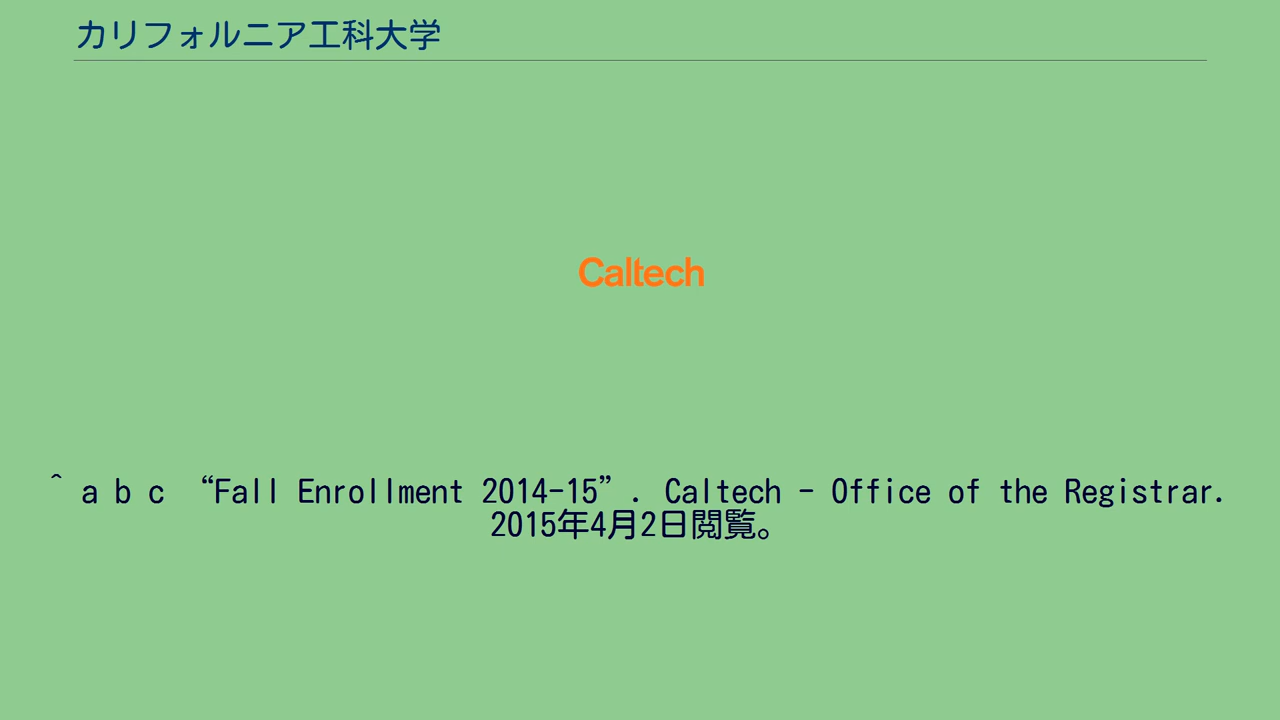 カリフォルニア工科大学
Caltech
^ a b c “Fall Enrollment 2014-15”. Caltech - Office of the Registrar.
2015年4月2日閲覧。